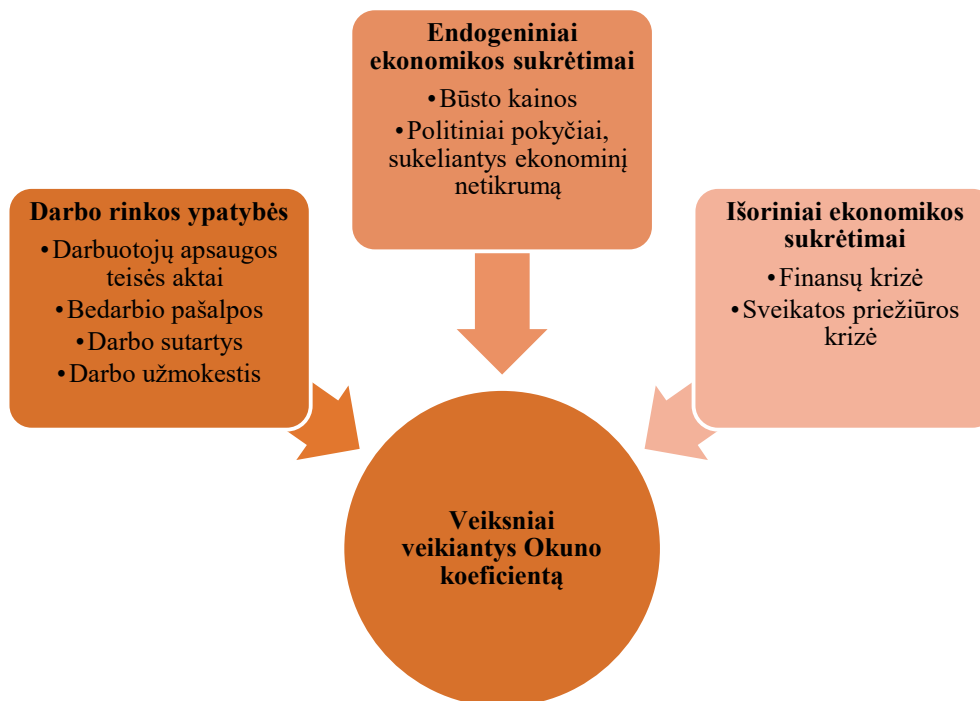 Endogeniniai
ekonomikos sukrėtimai
•Būsto kainos
•Politiniai pokyčiai,
sukeliantys ekonominį
netikrumą
Darbo rinkos ypatybės
•Darbuotojų apsaugos
teisės aktai
•Bedarbio pašalpos
•Darbo sutartys
•Darbo užmokestis
Išoriniai ekonomikos
sukrėtimai
•Finansų krizė
•Sveikatos priežiūros
krizė
Veiksniai
veikiantys Okuno
koeficientą